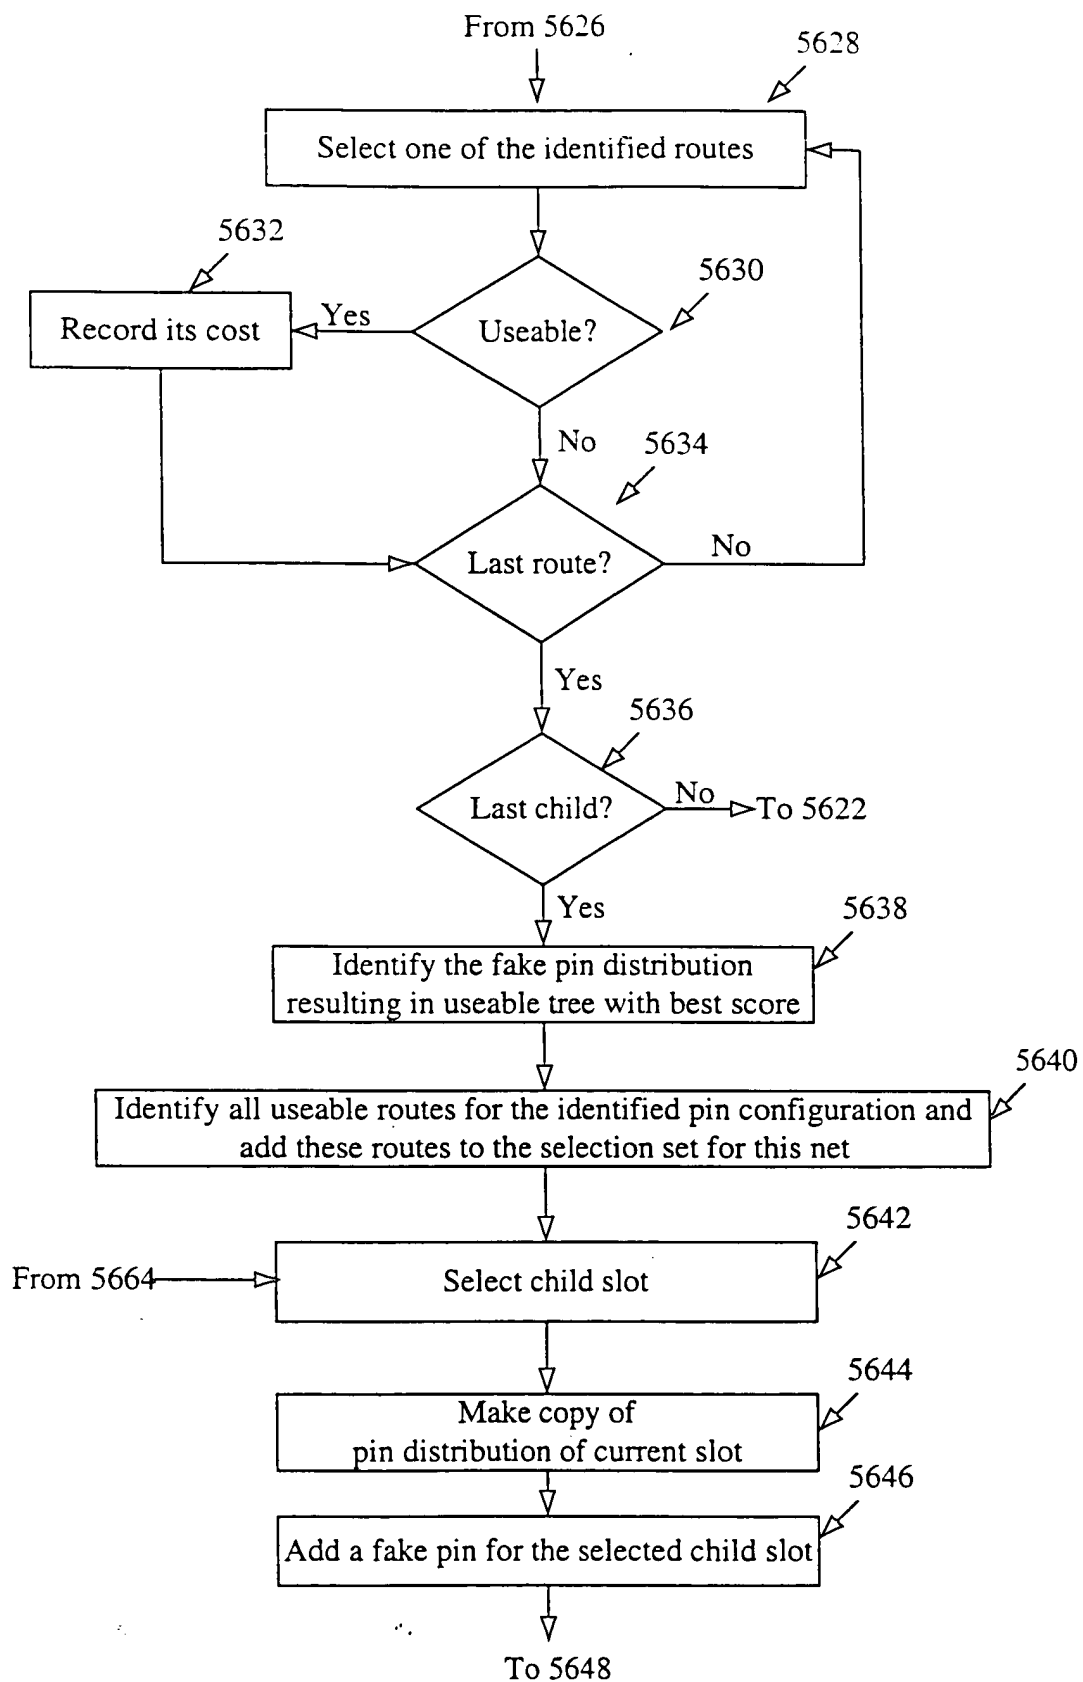 From 5626
5628
Select one of the identified routes
5632
5630
Record its cost
Yes
Useable?
No
5634
Last route?
No
Yes
5636
Last child?
No
To 5622
Yes
5638
Identify the fake pin distribution
resulting in useable tree with best score
5640
Identify all useable routes for the identified pin configuration and
add these routes to the selection set for this net
5642
From 5664
Select child slot
5644
Make copy of
pin distribution of current slot
5646
Add a fake pin for the selected child slot
To 5648